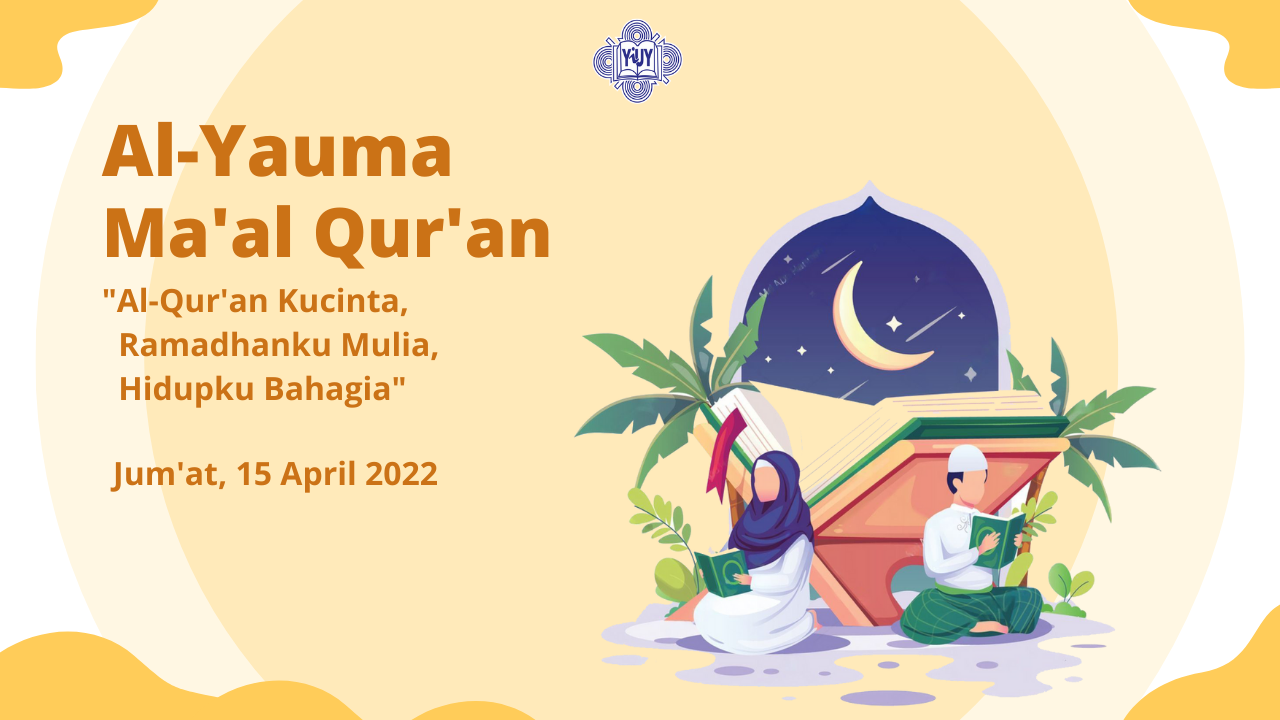 YiUY
Al-Yauma
Ma'al Qur'an
"Al-Qur'an Kucinta,
Ramadhanku Mulia,
Hidupku Bahagia"
Jum'at, 15 April 2022